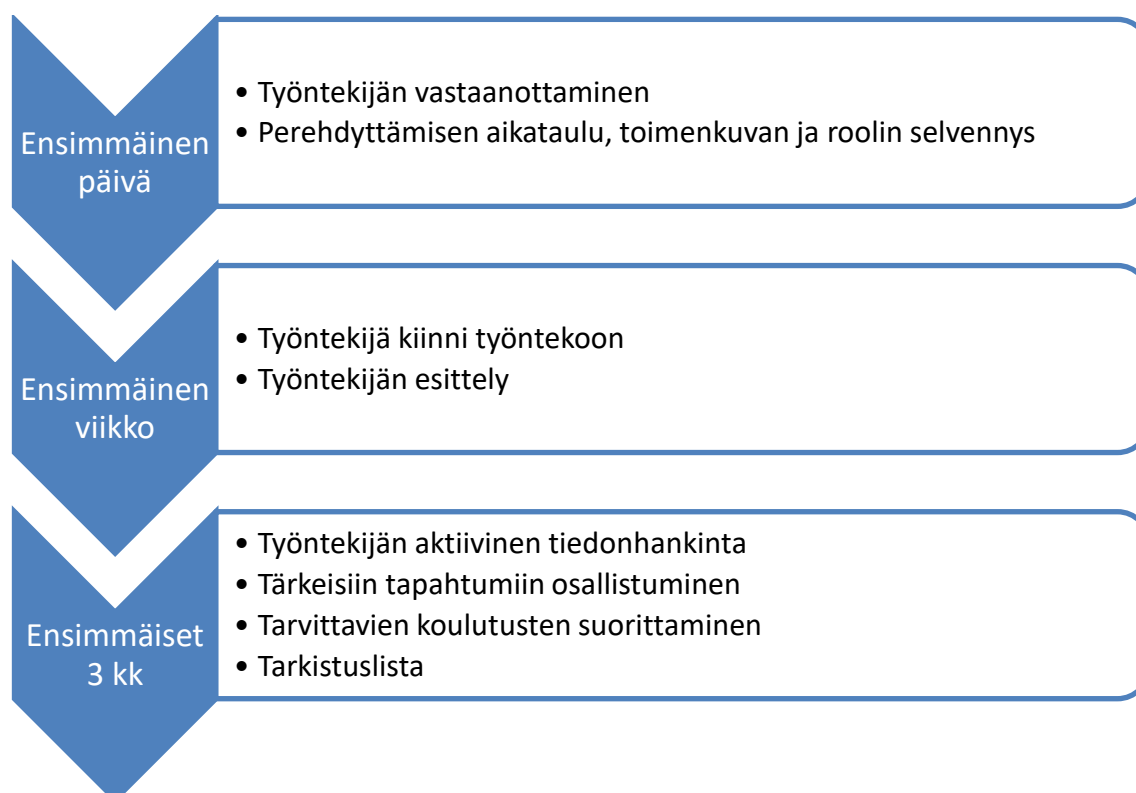 Ensimmäinen
päivä
• Työntekijän vastaanottaminen
• Perehdyttämisen aikataulu, toimenkuvan ja roolin selvennys
Ensimmäinen
viikko
• Työntekijä kiinni työntekoon
• Työntekijän esittely
Ensimmäiset
3 kk
• Työntekijän aktiivinen tiedonhankinta
• Tärkeisiin tapahtumiin osallistuminen
• Tarvittavien koulutusten suorittaminen
• Tarkistuslista